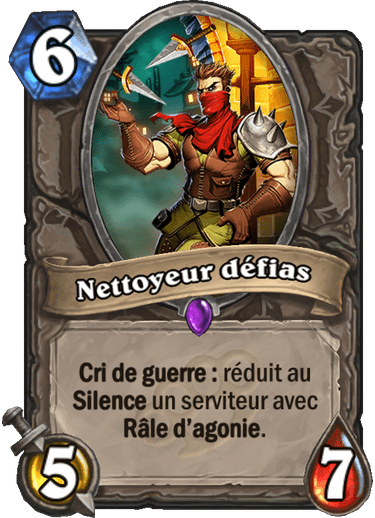 6
Nettoyeur défias
Cri de guerre : réduit au
Silence un serviteur avec
Râle d'agonie.
5
7